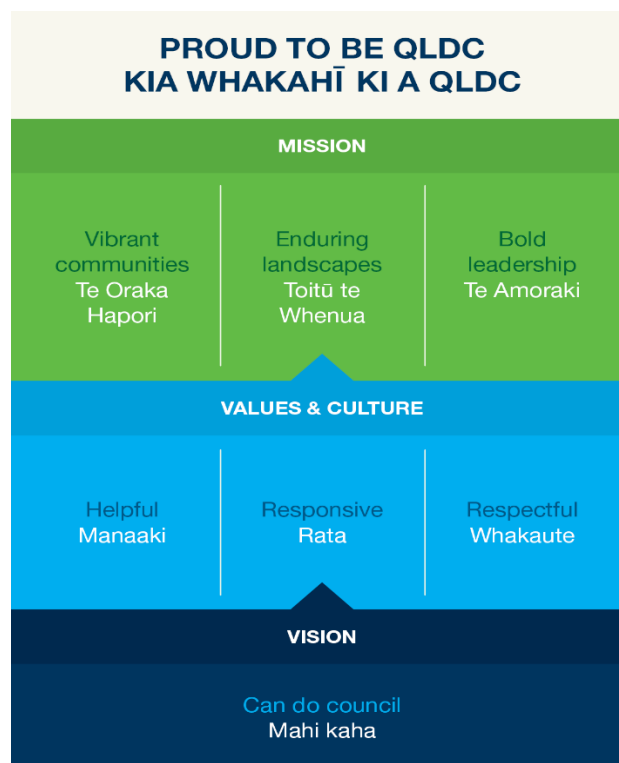 PROUD TO BE QLDC
KIA WHAKAHĪ KI A QLDC
MISSION
Vibrant
communities
Te Oraka
Hapori
Enduring
landscapes
Toitū te
Whenua
Bold
leadership
Te Amoraki
VALUES & CULTURE
Helpful
Manaaki
Responsive
Rata
Respectful
Whakaute
VISION
Can do council
Mahi kaha